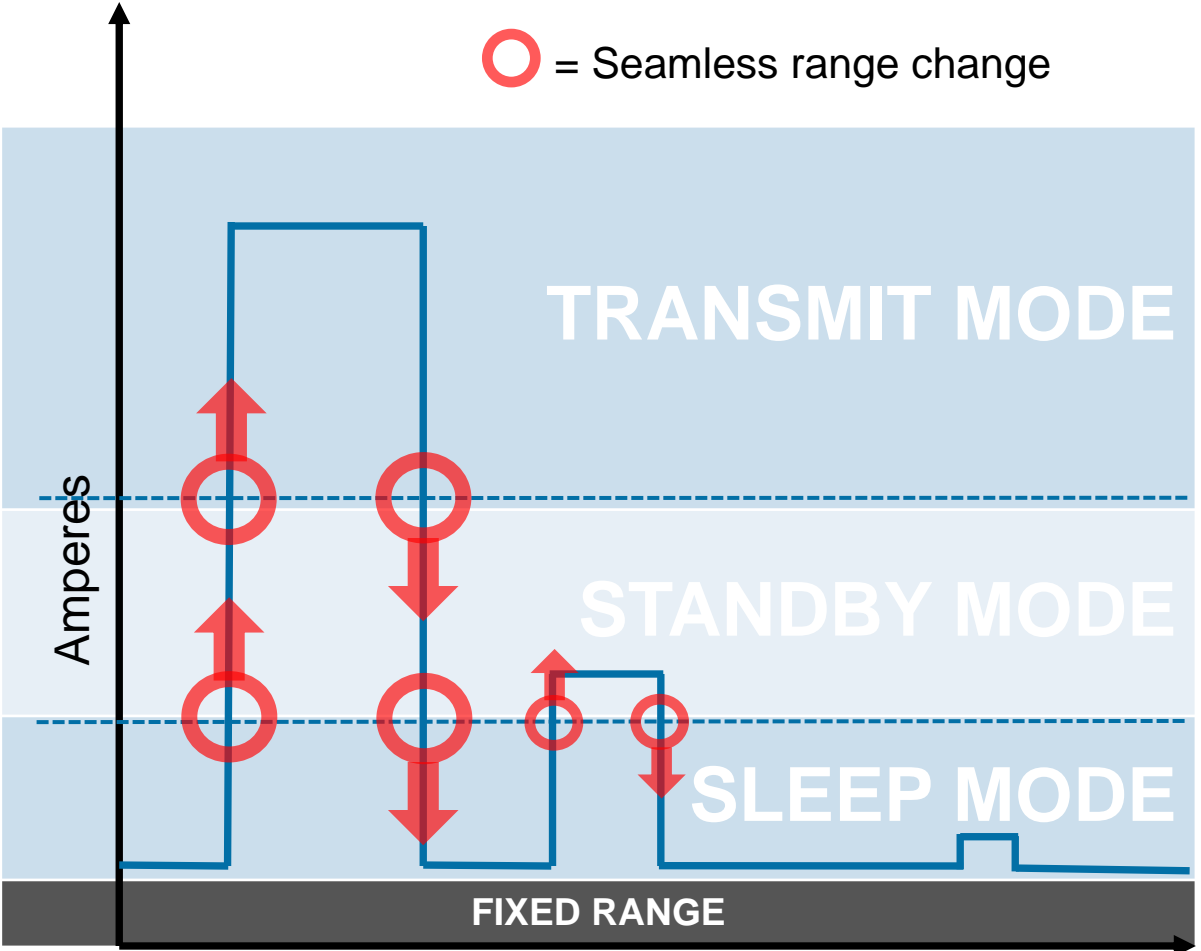 = Seamless range change
TRANSMIT MODE
Amperes
STANDBY MODE
SLEEP MODE
FIXED RANGE